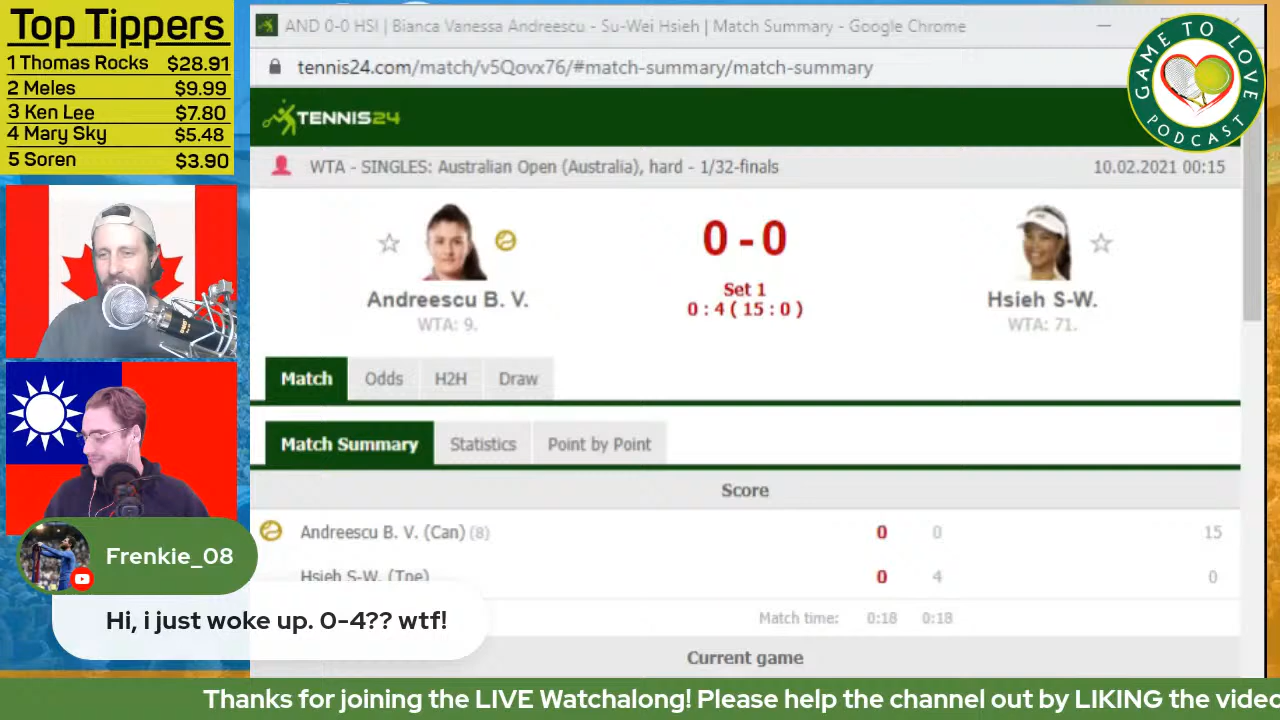 Top Tippers
1 Thomas Rocks $28.91
2 Meles $9.99
3 Ken Lee $7.80
4 Mary Sky $5.48
5 Soren $3.90
AND 0-0 HSI | Bianca Vanessa Andreescu - Su-Wei Hsieh | Match Summary - Google Chrome
tennis24.com/match/v5Qovx76/#match-summary/match-summary
GAME TO LOVE
PODCAST
TENNIS24
WTA - SINGLES: Australian Open (Australia), hard - 1/32-finals 10.02.2021 00:15
0 - 0
Set 1
0 : 4 ( 15 : 0 )
Andreescu B. V.
WTA: 9.
Hsieh S-W.
WTA: 71.
Match Odds H2H Draw
Match Summary Statistics Point by Point
Score
Andreescu B. V. (Can) (8) 0 0 15
Hsieh S-W. (Tpe) 0 4 0
Match time: 0:18 0:18
Current game
Frenkie_08
Hi, i just woke up. 0-4?? wtf!
Thanks for joining the LIVE Watchalong! Please help the channel out by LIKING the video